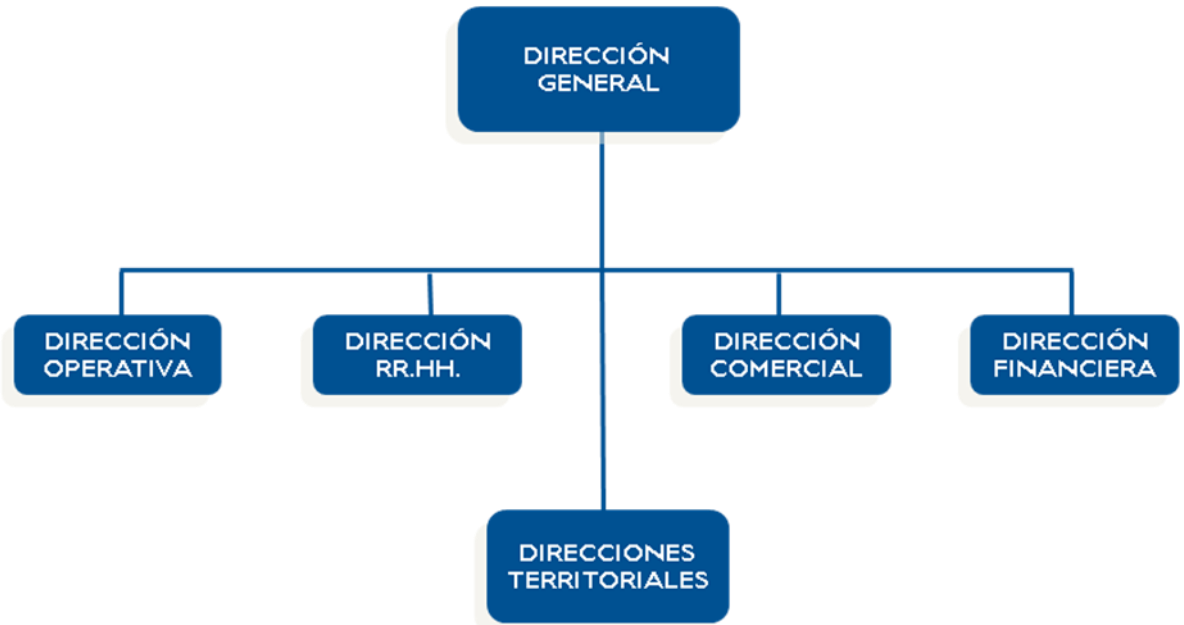 DIRECCIÓN
GENERAL
DIRECCIÓN
OPERATIVA
DIRECCIÓN
RR.HH.
DIRECCIÓN
COMERCIAL
DIRECCIÓN
FINANCIERA
DIRECCIONES
TERRITORIALES